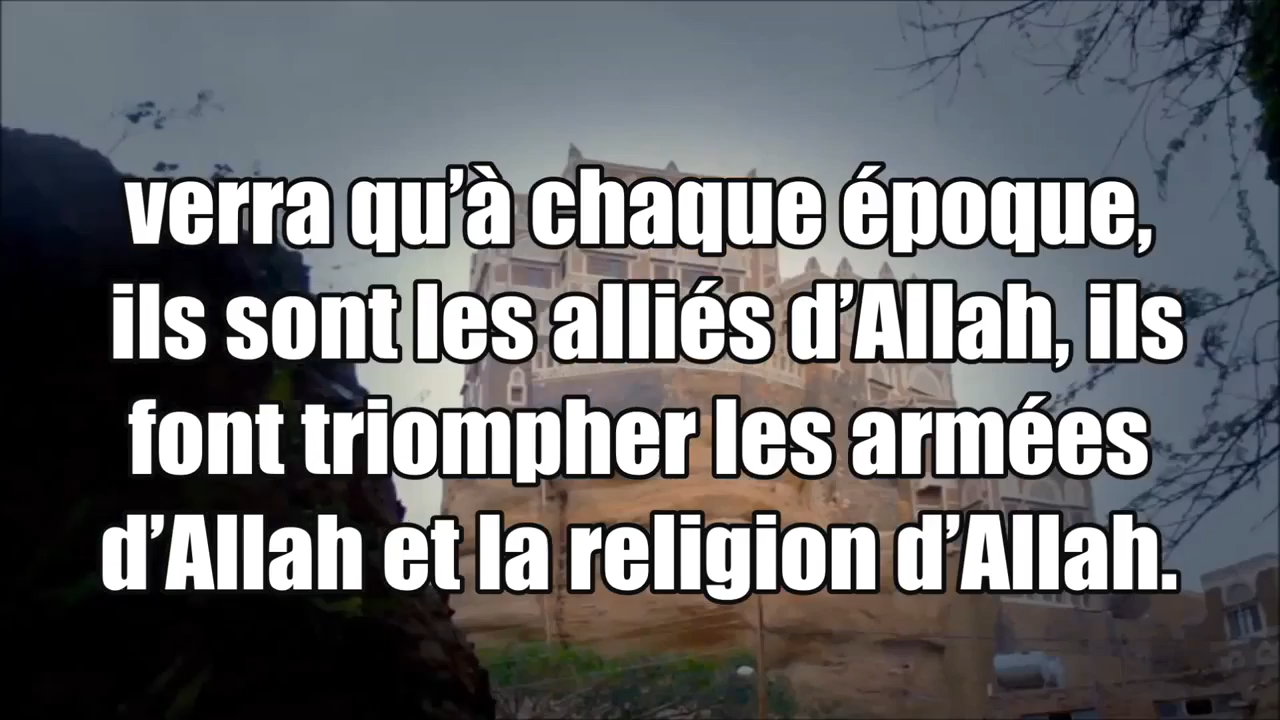 verra qu’à chaque époque,
ils sont les alliés d’Allah, ils
font triompher les armées
d’Allah et la religion d’Allah.